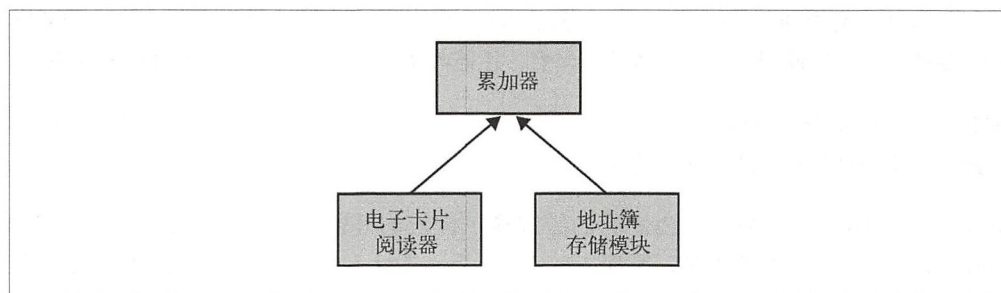 累加器
电子卡片
阅读器
地址簿
存储模块